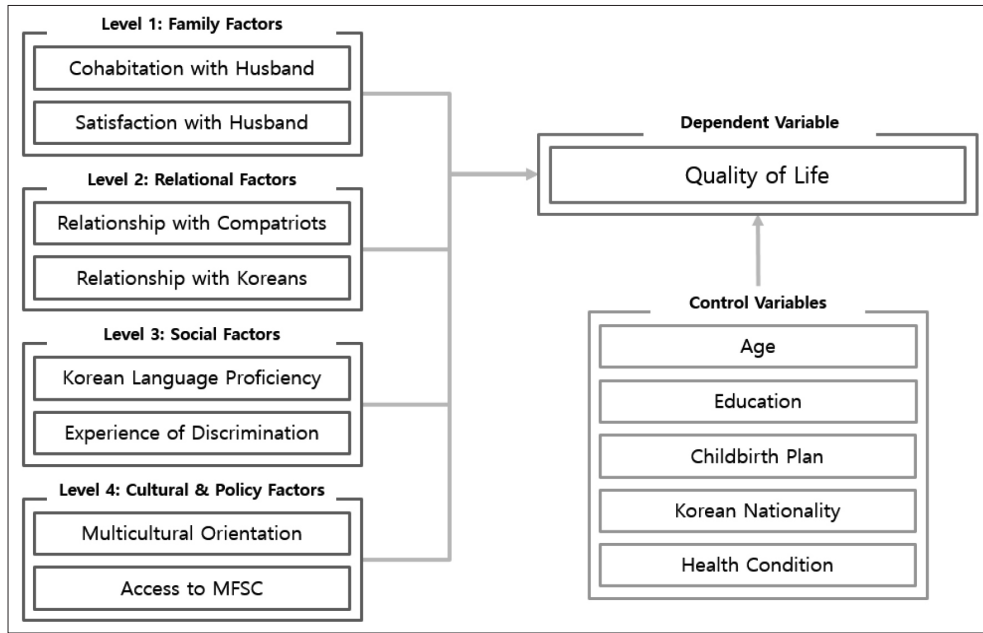 Level 1: Family Factors
Cohabitation with Husband
Satisfaction with Husband
Level 2: Relational Factors
Relationship with Compatriots
Relationship with Koreans
Level 3: Social Factors
Korean Language Proficiency
Experience of Discrimination
Level 4: Cultural & Policy Factors
Multicultural Orientation
Access to MFSC
Dependent Variable
Quality of Life
Control Variables
Age
Education
Childbirth Plan
Korean Nationality
Health Condition